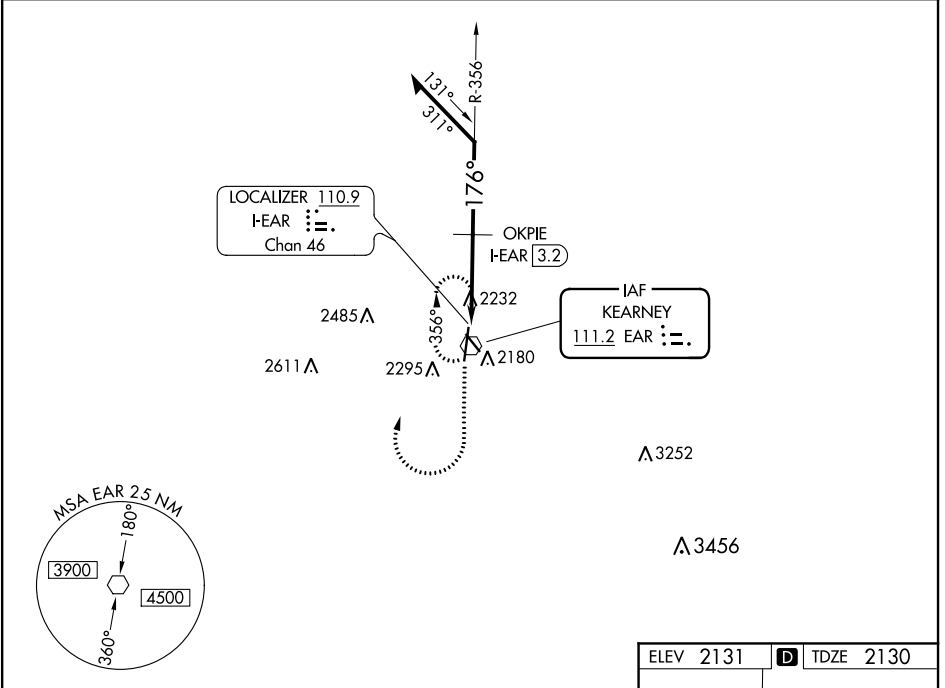 R-356
131°
311°
176°
LOCALIZER 110.9
I-EAR
Chan 46
OKPIE
I-EAR 3.2
IAF
KEARNEY
111.2 EAR
2232
2485
356°
2611
2295
2180
3252
3456
MSA EAR 25 NM
180°
3900
4500
360°
ELEV 2131 D TDZE 2130